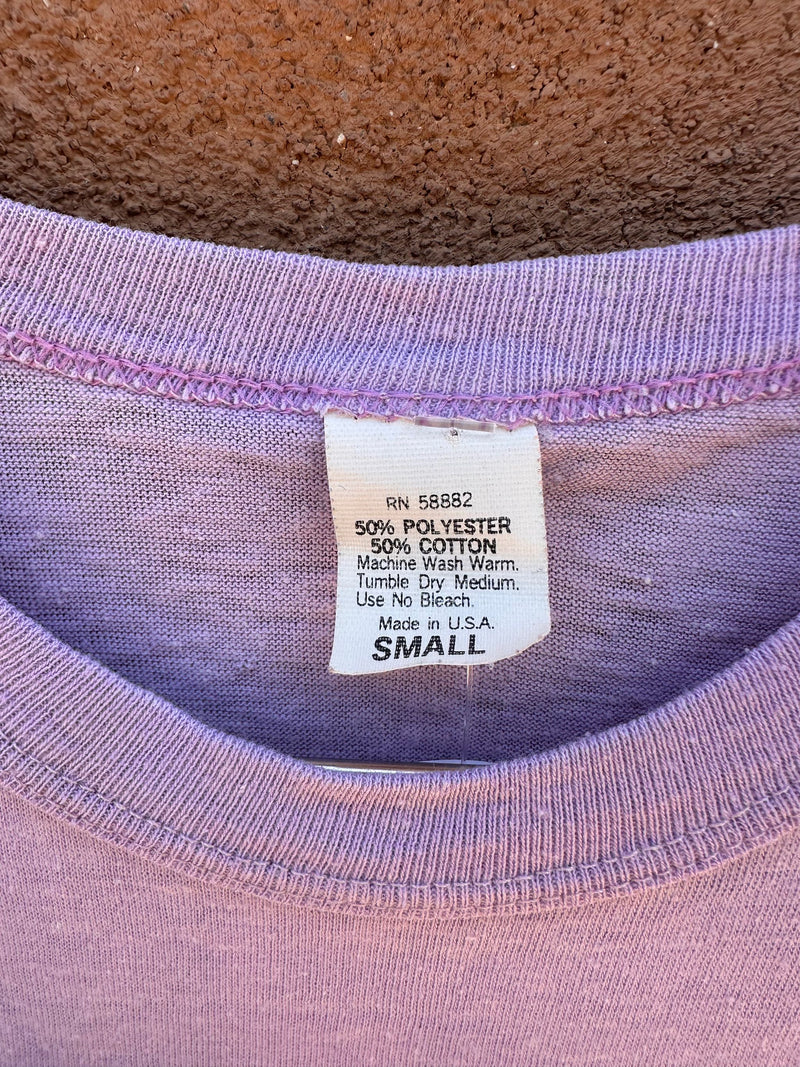 RN 58882
50% POLYESTER
50% COTTON
Machine Wash Warm.
Tumble Dry Medium.
Use No Bleach.
Made in U.S.A.
SMALL